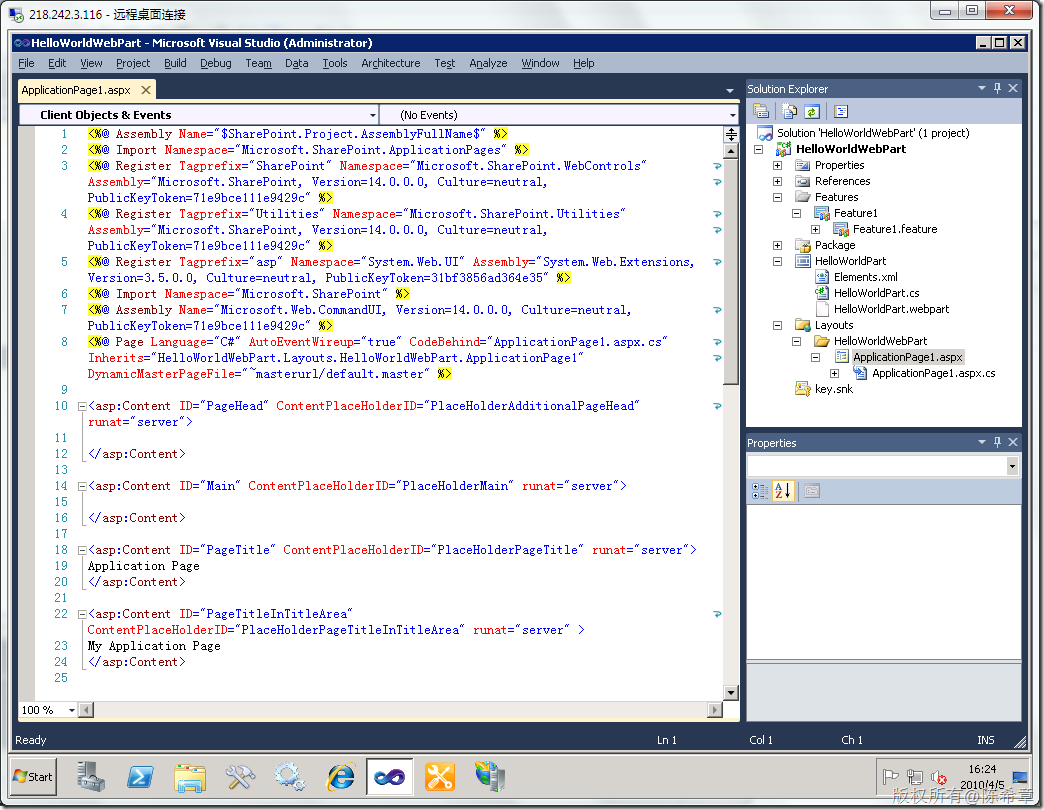 218.242.3.116 - 远程桌面连接
HelloWorldWebPart - Microsoft Visual Studio (Administrator)
File Edit View Project Build Debug Team Data Tools Architecture Test Analyze Window Help
ApplicationPage1.aspx
Client Objects & Events (No Events)
1 <%@ Assembly Name="$SharePoint.Project.AssemblyFullName$" %>
2 <%@ Import Namespace="Microsoft.SharePoint.ApplicationPages" %>
3 <%@ Register Tagprefix="SharePoint" Namespace="Microsoft.SharePoint.WebControls"
Assembly="Microsoft.SharePoint, Version=14.0.0.0, Culture=neutral,
PublicKeyToken=71e9bce111e9429c" %>
4 <%@ Register Tagprefix="Utilities" Namespace="Microsoft.SharePoint.Utilities"
Assembly="Microsoft.SharePoint, Version=14.0.0.0, Culture=neutral,
PublicKeyToken=71e9bce111e9429c" %>
5 <%@ Register Tagprefix="asp" Namespace="System.Web.UI" Assembly="System.Web.Extensions,
Version=3.5.0.0, Culture=neutral, PublicKeyToken=31bf3856ad364e35" %>
6 <%@ Import Namespace="Microsoft.SharePoint" %>
7 <%@ Assembly Name="Microsoft.Web.CommandUI, Version=14.0.0.0, Culture=neutral,
PublicKeyToken=71e9bce111e9429c" %>
8 <%@ Page Language="C#" AutoEventWireup="true" CodeBehind="ApplicationPage1.aspx.cs"
Inherits="HelloWorldWebPart.Layouts.HelloWorldWebPart.ApplicationPage1"
DynamicMasterPageFile="~masterurl/default.master" %>
9
10 <asp:Content ID="PageHead" ContentPlaceHolderID="PlaceHolderAdditionalPageHead"
runat="server">
11
12 </asp:Content>
13
14 <asp:Content ID="Main" ContentPlaceHolderID="PlaceHolderMain" runat="server">
15
16 </asp:Content>
17
18 <asp:Content ID="PageTitle" ContentPlaceHolderID="PlaceHolderPageTitle" runat="server">
19 Application Page
20 </asp:Content>
21
22 <asp:Content ID="PageTitleInTitleArea"
ContentPlaceHolderID="PlaceHolderPageTitleInTitleArea" runat="server" >
23 My Application Page
24 </asp:Content>
25
100 %
Solution Explorer
Solution 'HelloWorldWebPart' (1 project)
HelloWorldWebPart
Properties
References
Features
Feature1
Feature1.feature
Package
HelloWorldPart
Elements.xml
HelloWorldPart.cs
HelloWorldPart.webpart
Layouts
HelloWorldWebPart
ApplicationPage1.aspx
ApplicationPage1.aspx.cs
key.snk
Properties
Ready Ln 1 Col 1 Ch 1 INS
Start
16:24
2010/4/5
版权所有@陈希章